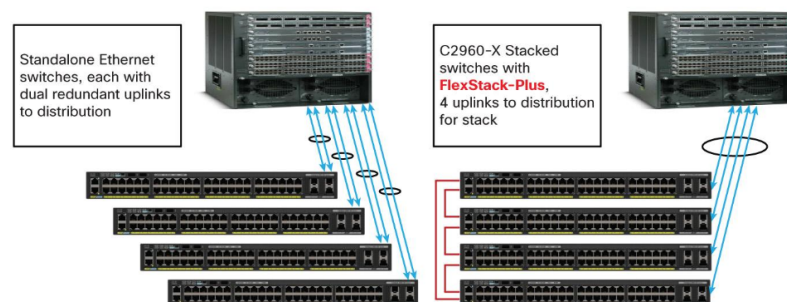 Standalone Ethernet
switches, each with
dual redundant uplinks
to distribution
C2960-X Stacked
switches with
FlexStack-Plus,
4 uplinks to distribution
for stack